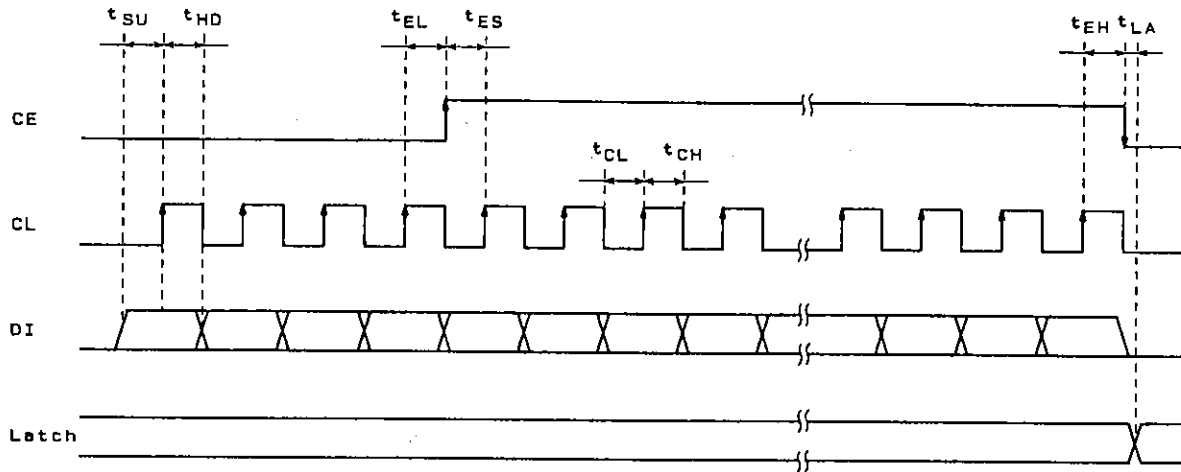 tSU tHD tEL tES tEH tLA
CE
tCL tCH
CL
DI
Latch